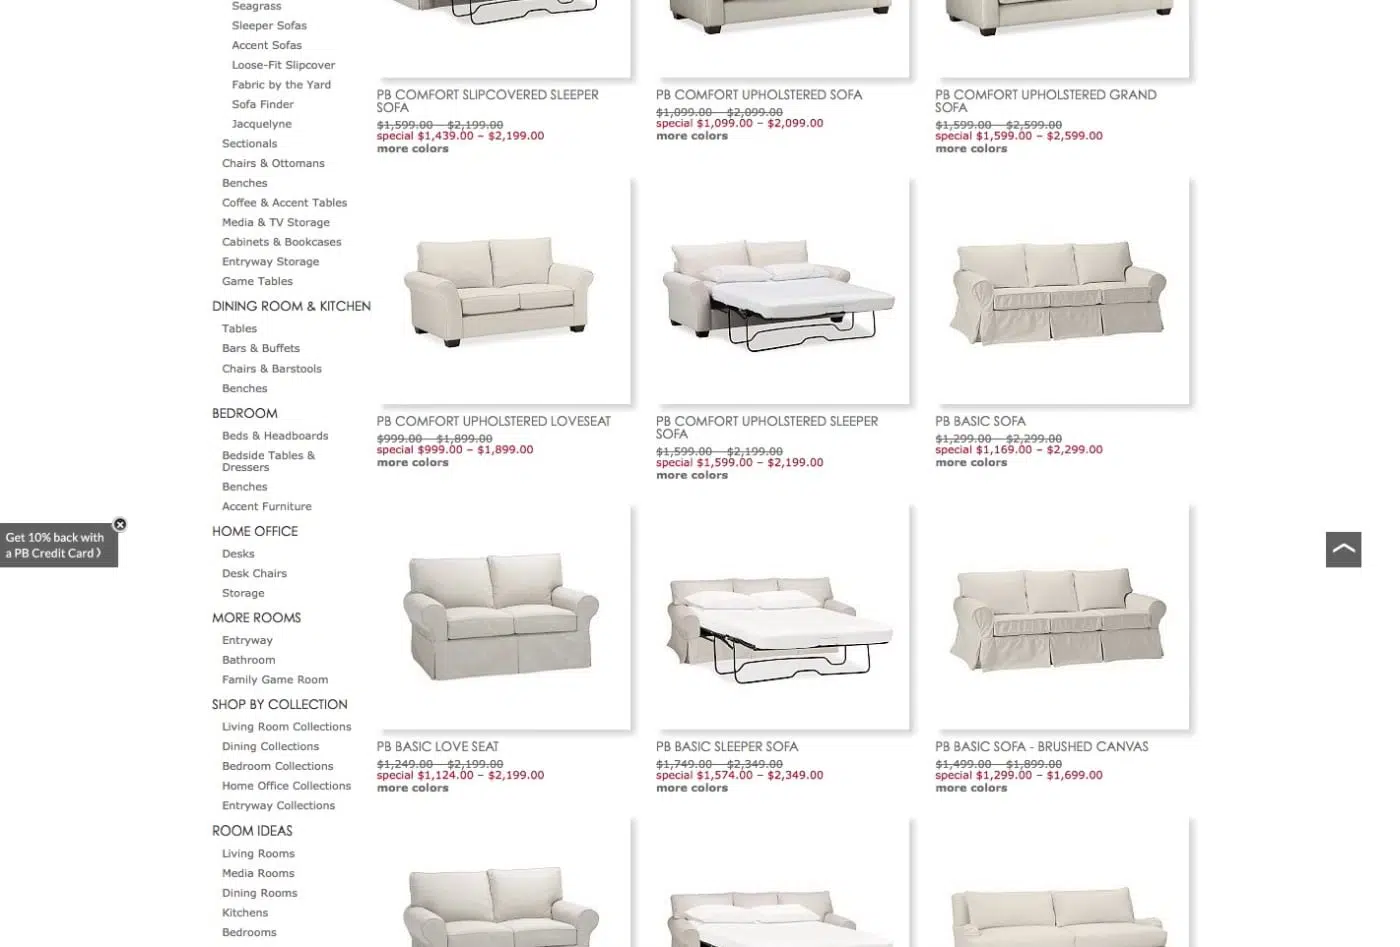 Seagrass
Sleeper Sofas
Accent Sofas
Loose-Fit Slipcover
Fabric by the Yard
Sofa Finder
Jacquelyne
Sectionals
Chairs & Ottomans
Benches
Coffee & Accent Tables
Media & TV Storage
Cabinets & Bookcases
Entryway Storage
Game Tables
DINING ROOM & KITCHEN
Tables
Bars & Buffets
Chairs & Barstools
Benches
BEDROOM
Beds & Headboards
Bedside Tables &
Dressers
Benches
Accent Furniture
HOME OFFICE
Desks
Desk Chairs
Storage
MORE ROOMS
Entryway
Bathroom
Family Game Room
SHOP BY COLLECTION
Living Room Collections
Dining Collections
Bedroom Collections
Home Office Collections
Entryway Collections
ROOM IDEAS
Living Rooms
Media Rooms
Dining Rooms
Kitchens
Bedrooms
Get 10% back with
a PB Credit Card ❯
PB COMFORT SLIPCOVERED SLEEPER
SOFA
$1,599.00 – $2,199.00
special $1,439.00 – $2,199.00
more colors
PB COMFORT UPHOLSTERED SOFA
$1,099.00 – $2,099.00
special $1,099.00 – $2,099.00
more colors
PB COMFORT UPHOLSTERED GRAND
SOFA
$1,599.00 – $2,599.00
special $1,599.00 – $2,599.00
more colors
PB COMFORT UPHOLSTERED LOVESEAT
$999.00 – $1,899.00
special $999.00 – $1,899.00
more colors
PB COMFORT UPHOLSTERED SLEEPER
SOFA
$1,599.00 – $2,199.00
special $1,599.00 – $2,199.00
more colors
PB BASIC SOFA
$1,299.00 – $2,299.00
special $1,169.00 – $2,299.00
more colors
PB BASIC LOVE SEAT
$1,249.00 – $2,199.00
special $1,124.00 – $2,199.00
more colors
PB BASIC SLEEPER SOFA
$1,749.00 – $2,349.00
special $1,574.00 – $2,349.00
more colors
PB BASIC SOFA - BRUSHED CANVAS
$1,499.00 – $1,899.00
special $1,299.00 – $1,699.00
more colors